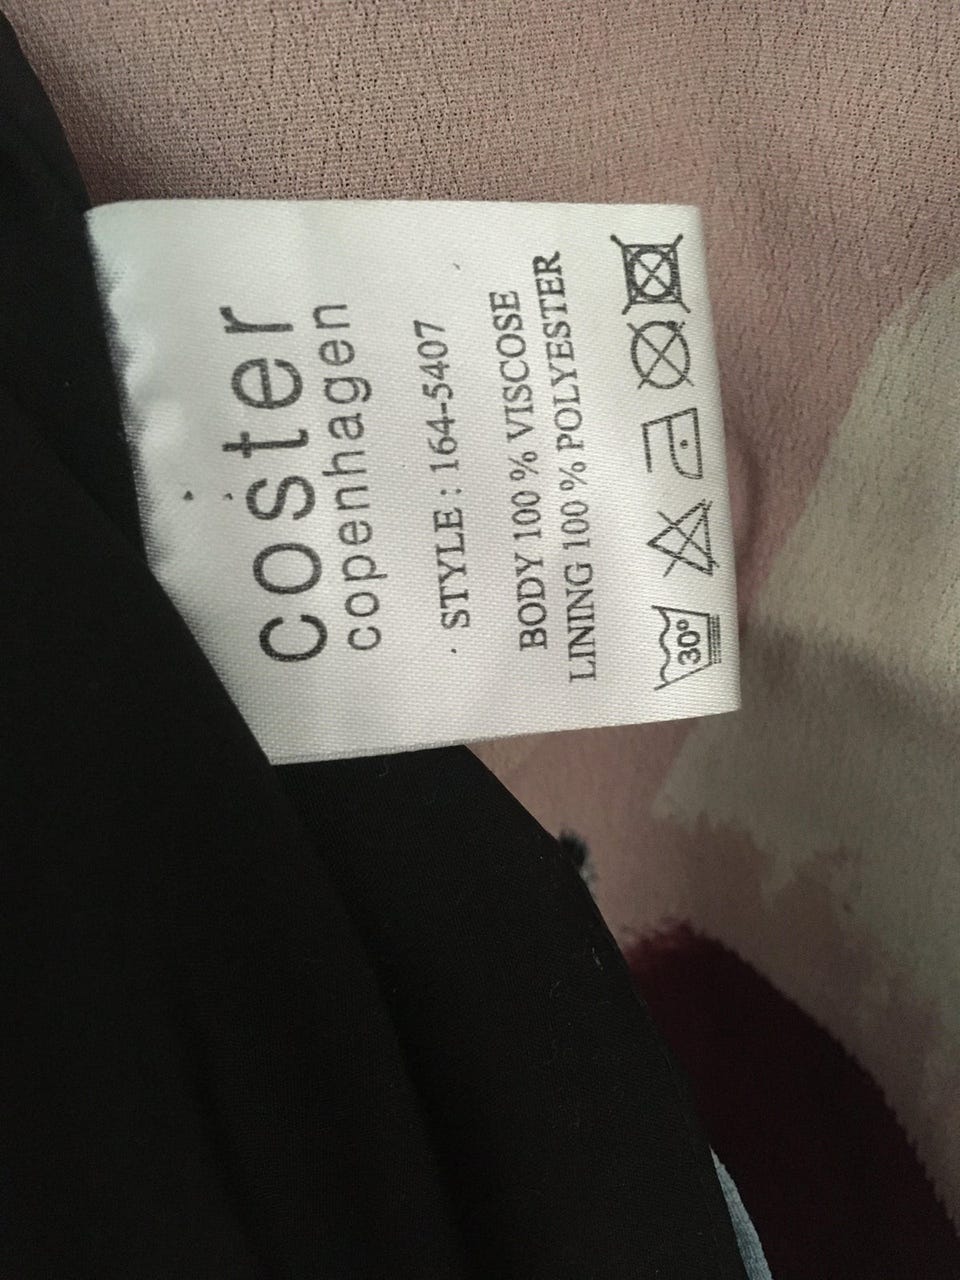 coster
copenhagen
STYLE : 164-5407
BODY 100 % VISCOSE
LINING 100 % POLYESTER
30°